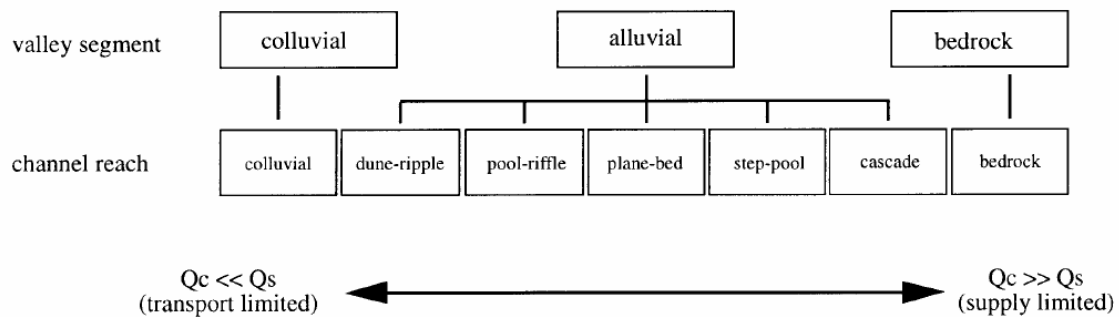 valley segment colluvial alluvial bedrock
channel reach colluvial dune-ripple pool-riffle plane-bed step-pool cascade bedrock
Qc << Qs Qc >> Qs
(transport limited) (supply limited)